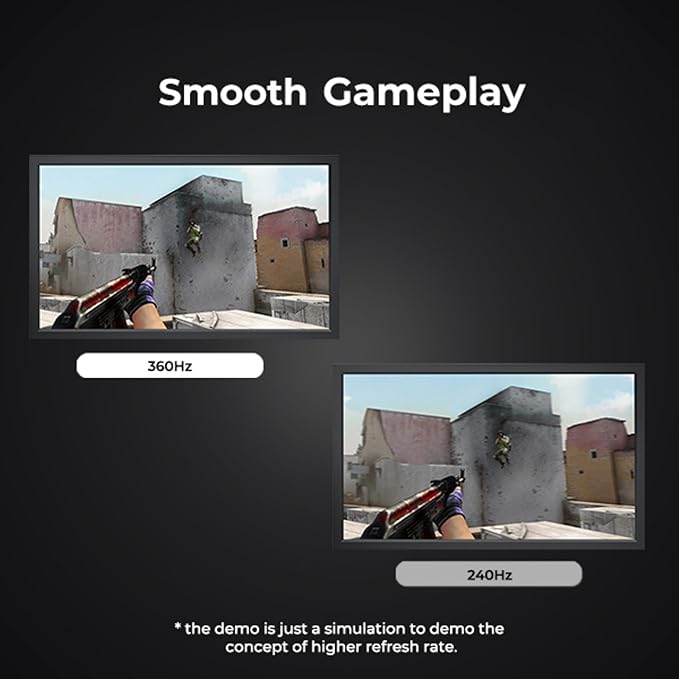 Smooth Gameplay
360Hz
240Hz
* the demo is just a simulation to demo the
concept of higher refresh rate.